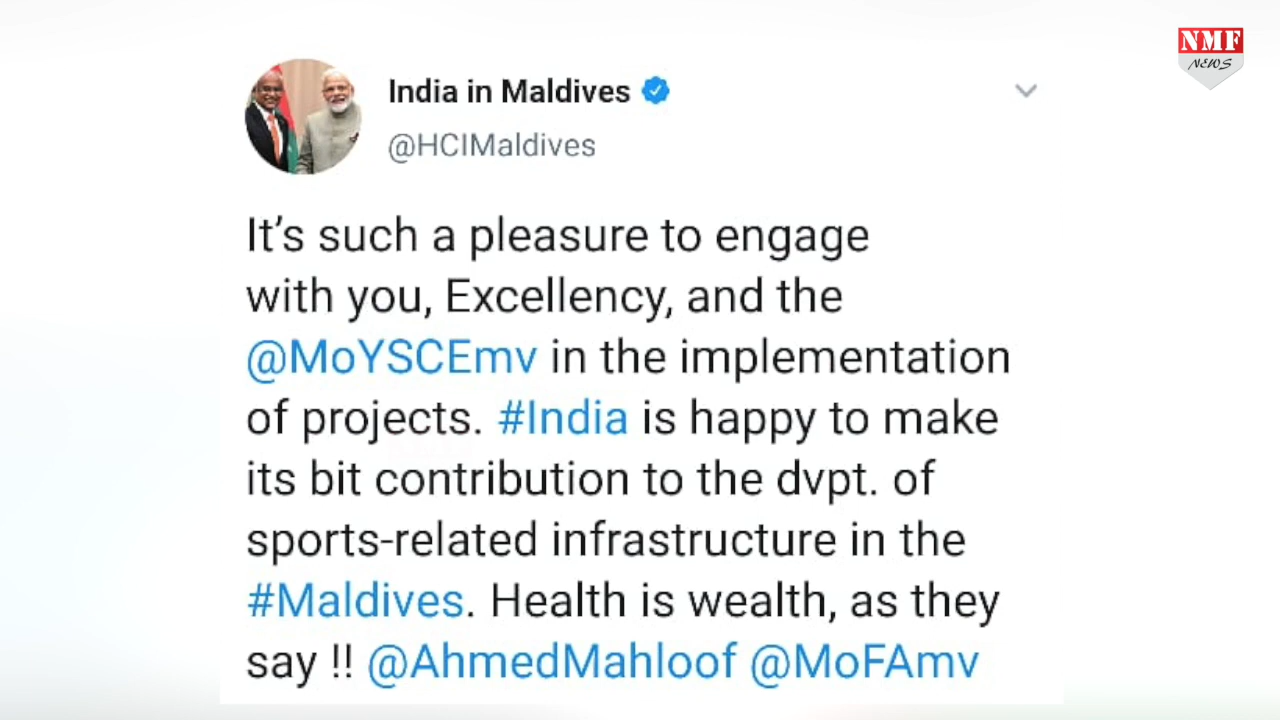 NMF
NEWS
India in Maldives
@HCIMaldives
It's such a pleasure to engage
with you, Excellency, and the
@MoYSCEmv in the implementation
of projects. #India is happy to make
its bit contribution to the dvpt. of
sports-related infrastructure in the
#Maldives. Health is wealth, as they
say !! @AhmedMahloof @MoFAmv